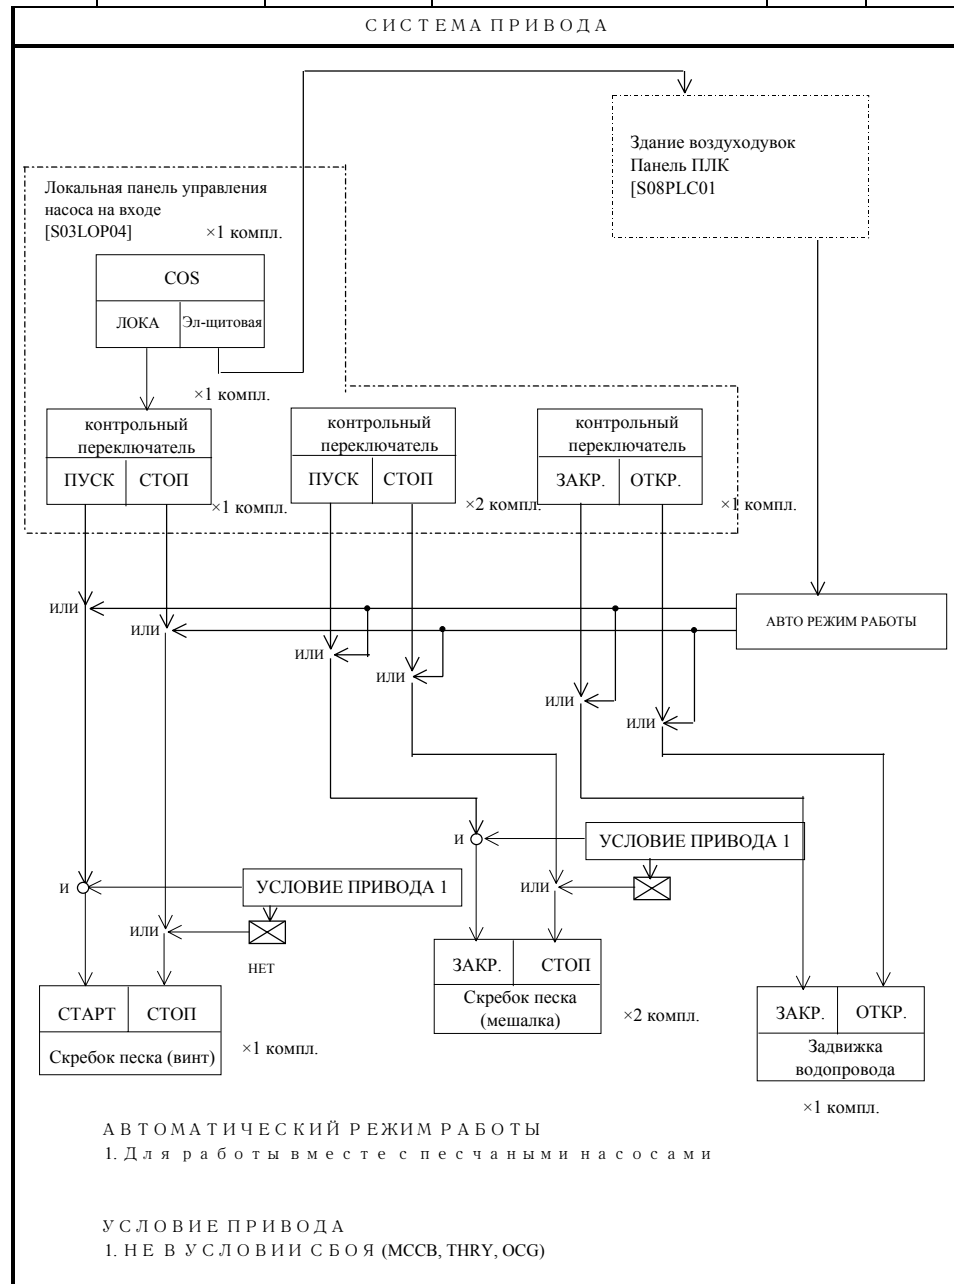 СИСТЕМА ПРИВОДА
Здание воздуходувок
Панель ПЛК
[S08PLC01
Локальная панель управления
насоса на входе
[S03LOP04] ×1 компл.
COS
ЛОКА Эл-щитовая
×1 компл.
контрольный
переключатель
ПУСК СТОП
×1 компл.
контрольный
переключатель
ПУСК СТОП
×2 компл.
контрольный
переключатель
ЗАКР. ОТКР.
×1 компл.
ИЛИ
ИЛИ
АВТО РЕЖИМ РАБОТЫ
ИЛИ
ИЛИ
ИЛИ
ИЛИ
И
УСЛОВИЕ ПРИВОДА 1
И
УСЛОВИЕ ПРИВОДА 1
ИЛИ
ИЛИ
НЕТ
СТАРТ СТОП
Скребок песка (винт)
×1 компл.
ЗАКР. СТОП
Скребок песка
(мешалка)
×2 компл.
ЗАКР. ОТКР.
Задвижка
водопровода
×1 компл.
АВТОМАТИЧЕСКИЙ РЕЖИМ РАБОТЫ
1. Для работы вместе с песчаными насосами
УСЛОВИЕ ПРИВОДА
1. НЕ В УСЛОВИИ СБОЯ (MCCB, THRY, OCG)